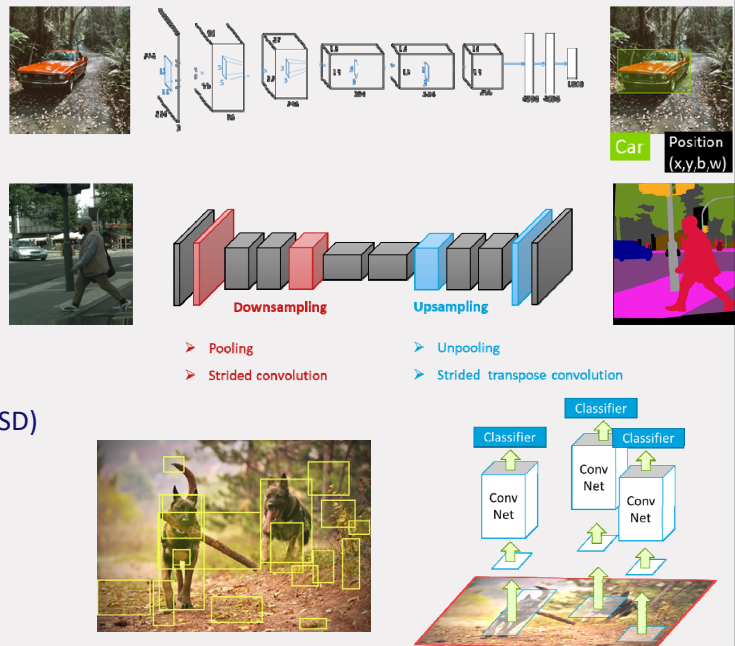 3
Car
Position
(x,y,b,w)
Downsampling
Upsampling
➢ Pooling
➢ Unpooling
➢ Strided convolution
➢ Strided transpose convolution
SD)
Classifier
Classifier
Classifier
Conv
Net
Conv
Net
Conv
Net